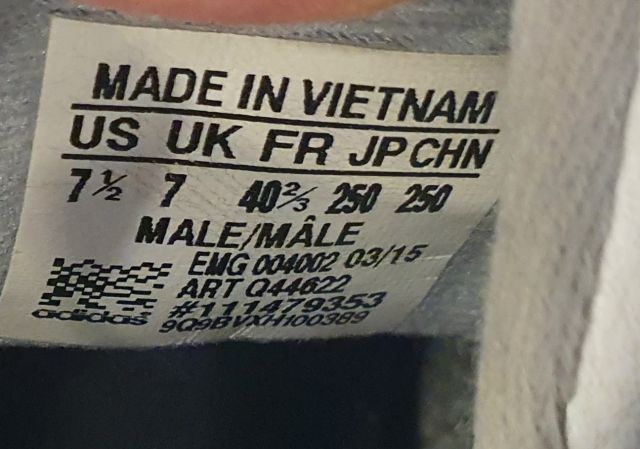 MADE IN VIETNAM
US UK FR JP CHN
7½ 7 40⅔ 250 250
MALE/MÂLE
EMG 004002 03/15
ART Q44622
#111479353
adidas 9Q9BVXH100389